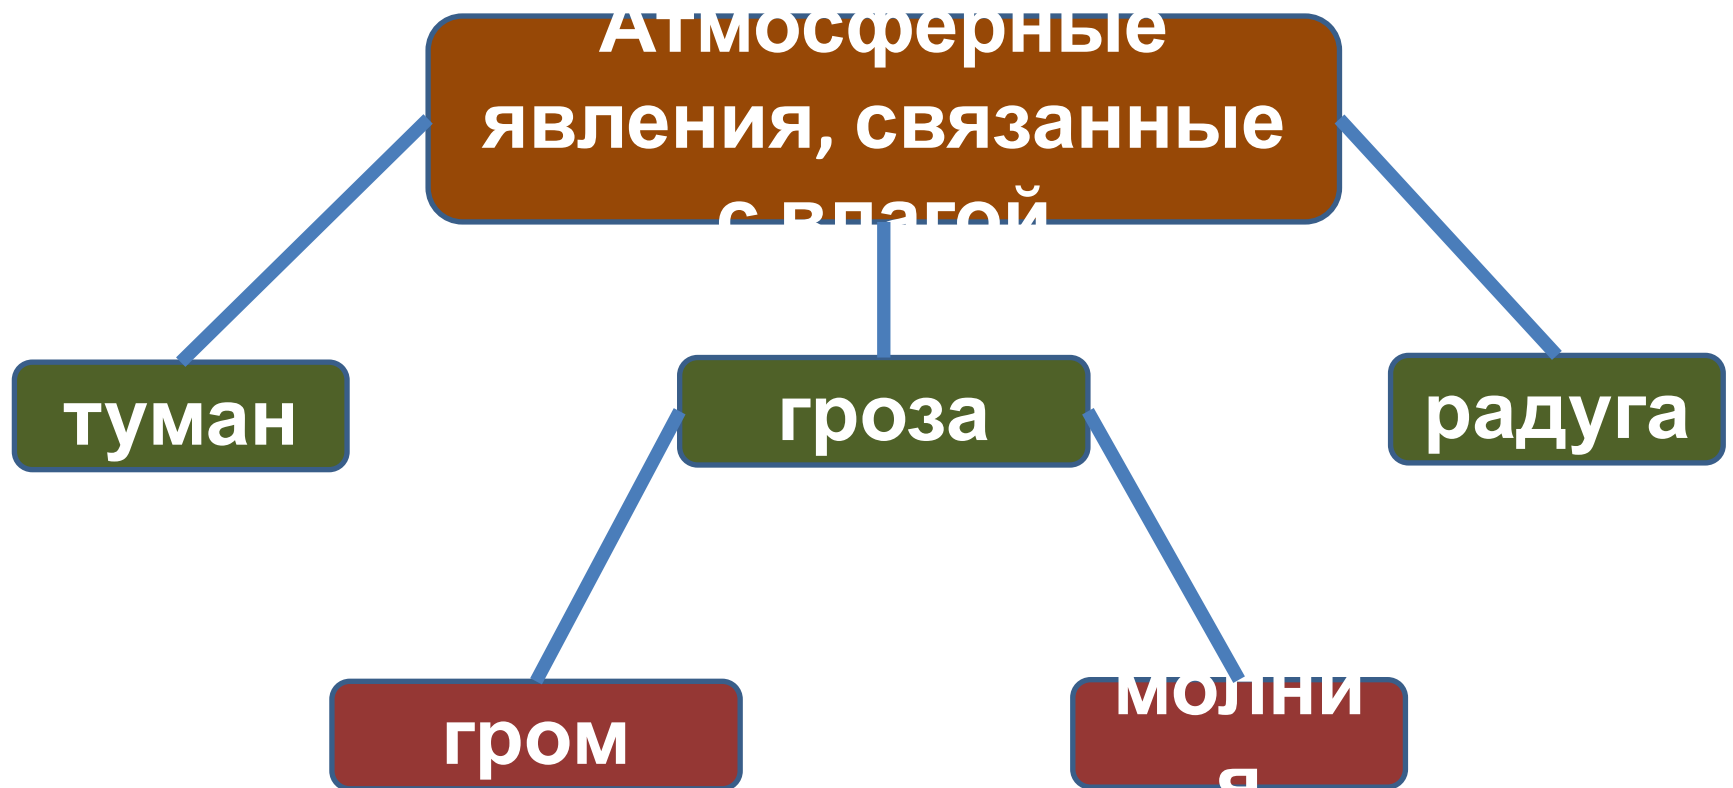 Атмосферные
явления, связанные
с влагой
туман
гроза
радуга
гром
молни
я